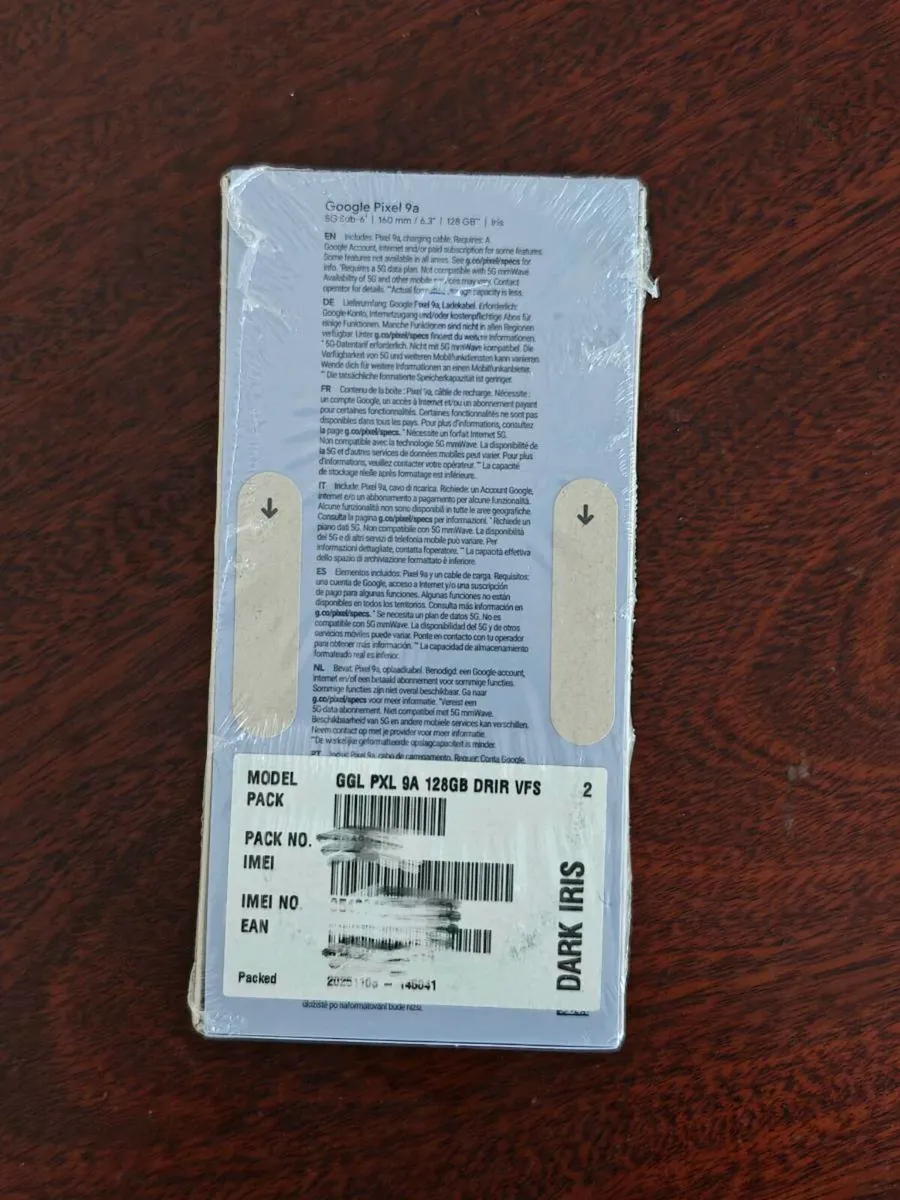 Google Pixel 9a
5G Sub-6* | 160 mm / 6.3" | 128 GB** | Iris
EN Includes: Pixel 9a, charging cable. Requires: A
Google Account, internet and/or paid subscription for some features.
Some features not available in all areas. See g.co/pixel/specs for
info. *Requires a 5G data plan. Not compatible with 5G mmWave.
Availability of 5G and other mobile services may vary. Contact
operator for details. **Actual formatted storage capacity is less.
DE Lieferumfang: Google Pixel 9a, Ladekabel. Erforderlich:
Google-Konto, Internetzugang und/oder kostenpflichtige Abos für
einige Funktionen. Manche Funktionen sind nicht in allen Regionen
verfügbar. Unter g.co/pixel/specs findest du weitere Informationen.
*5G-Datentarif erforderlich. Nicht mit 5G mmWave kompatibel. Die
Verfügbarkeit von 5G und weiteren Mobilfunkdiensten kann variieren.
Wende dich für weitere Informationen an einen Mobilfunkanbieter.
** Die tatsächliche formatierte Speicherkapazität ist geringer.
FR Contenu de la boîte : Pixel 9a, câble de recharge. Nécessite :
un compte Google, un accès à Internet et/ou un abonnement payant
pour certaines fonctionnalités. Certaines fonctionnalités ne sont pas
disponibles dans tous les pays. Pour plus d'informations, consultez
la page g.co/pixel/specs. * Nécessite un forfait Internet 5G.
Non compatible avec la technologie 5G mmWave. La disponibilité de
la 5G et d'autres services de données mobiles peut varier. Pour plus
d'informations, veuillez contacter votre opérateur. ** La capacité
de stockage réelle après formatage est inférieure.
IT Include: Pixel 9a, cavo di ricarica. Richiede: un Account Google,
internet e/o un abbonamento a pagamento per alcune funzionalità.
Alcune funzionalità non sono disponibili in tutte le aree geografiche.
Consulta la pagina g.co/pixel/specs per informazioni. * Richiede un
piano dati 5G. Non compatibile con 5G mmWave. La disponibilità
del 5G e di altri servizi di telefonia mobile può variare. Per
informazioni dettagliate, contatta l'operatore. ** La capacità effettiva
dello spazio di archiviazione formattato è inferiore.
ES Elementos incluidos: Pixel 9a y un cable de carga. Requisitos:
una cuenta de Google, acceso a Internet y/o una suscripción
de pago para algunas funciones. Algunas funciones no están
disponibles en todos los territorios. Consulta más información en
g.co/pixel/specs. * Se necesita un plan de datos 5G. No es
compatible con 5G mmWave. La disponibilidad del 5G y de otros
servicios móviles puede variar. Ponte en contacto con tu operador
para obtener más información. ** La capacidad de almacenamiento
formateado real es inferior.
NL Bevat: Pixel 9a, oplaadkabel. Benodigd: een Google-account,
internet en/of een betaald abonnement voor sommige functies.
Sommige functies zijn niet overal beschikbaar. Ga naar
g.co/pixel/specs voor meer informatie. *Vereist een
5G-data-abonnement. Niet compatibel met 5G mmWave.
Beschikbaarheid van 5G en andere mobiele services kan verschillen.
Neem contact op met je provider voor meer informatie.
**De werkelijke geformatteerde opslagcapaciteit is minder.
PT Inclui: Pixel 9a, cabo de carregamento. Requer: Conta Google,
MODEL GGL PXL 9A 128GB DRIR VFS 2
PACK
PACK NO.
IMEI
IMEI NO.
EAN
DARK IRIS
Packed
úložiště po naformátování bude nižší.